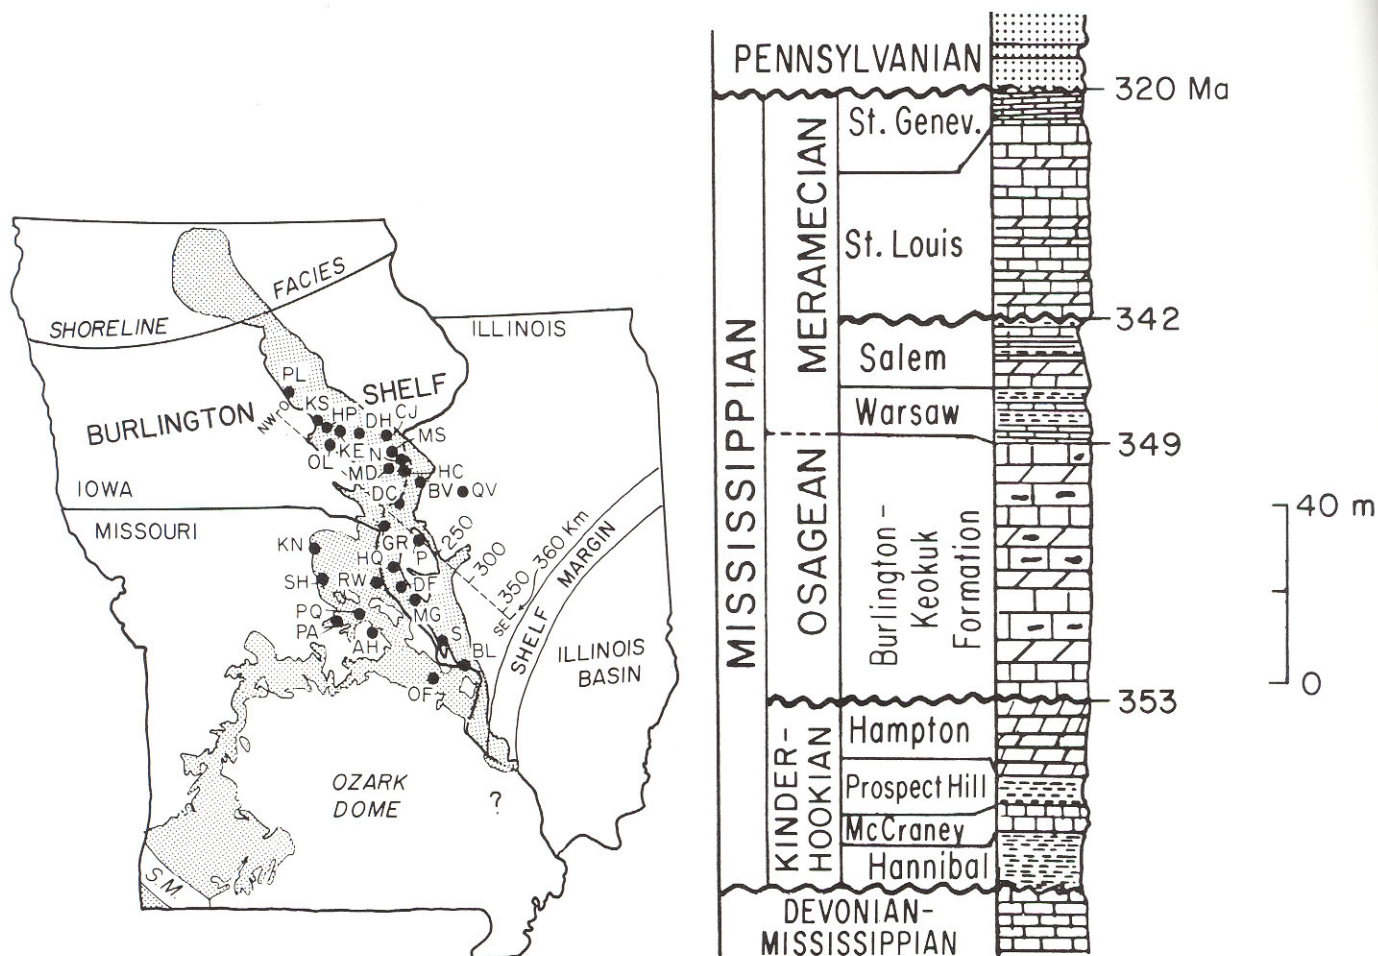 SHORELINE FACIES
ILLINOIS
PL
BURLINGTON SHELF
NW
0
KS
HP
DH
CJ
MS
OL
KE
N
MD
HC
BV
QV
DC
IOWA
MISSOURI
KN
GR
P
250
300
350
360 Km
HQ
SH
RW
DF
MG
SE
SHELF MARGIN
PQ
PA
AH
S
BL
OF
ILLINOIS
BASIN
OZARK
DOME
?
S.M.
PENNSYLVANIAN
320 Ma
MISSISSIPPIAN
MERAMECIAN
St. Genev.
St. Louis
342
Salem
Warsaw
349
OSAGEAN
Burlington-
Keokuk
Formation
40 m
0
353
KINDER-
HOOKIAN
Hampton
Prospect Hill
McCraney
Hannibal
DEVONIAN-
MISSISSIPPIAN